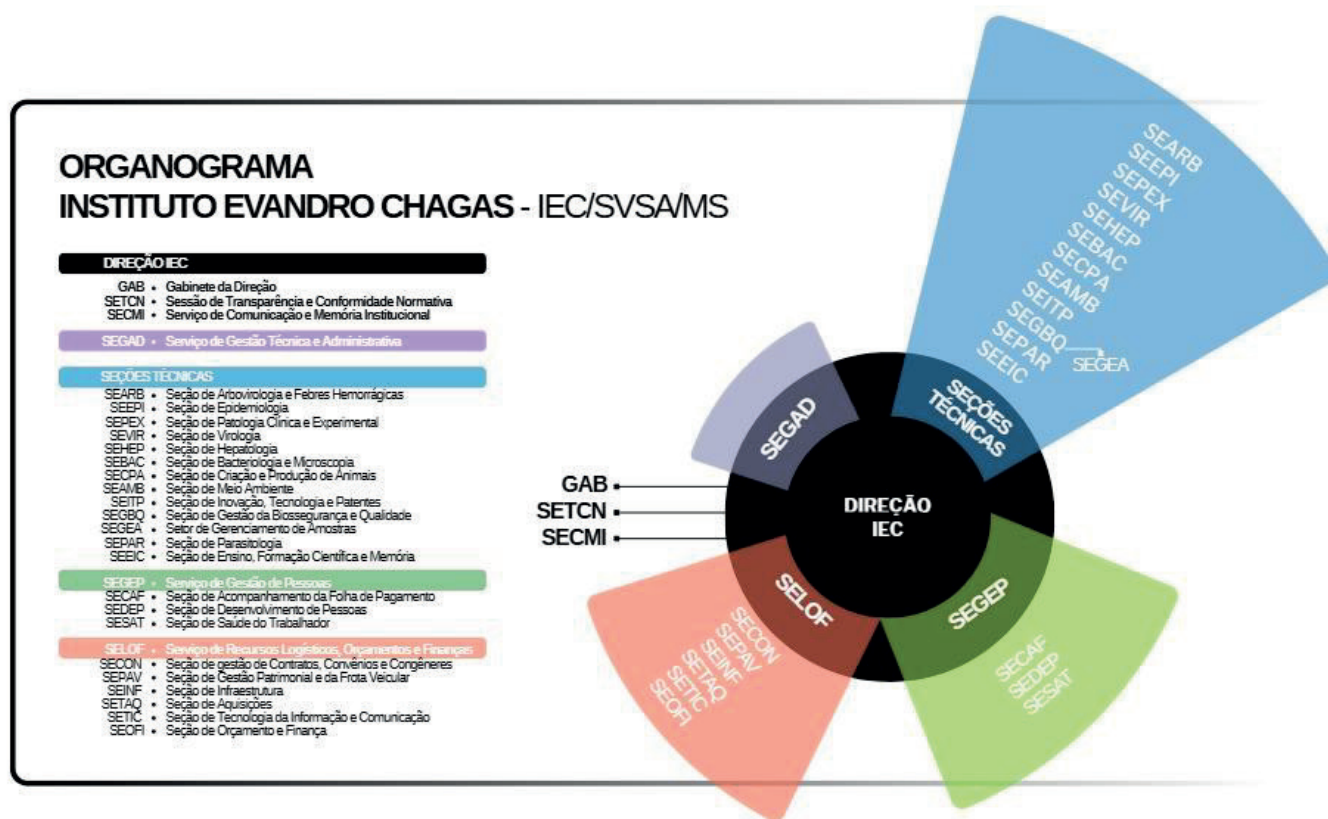 ORGANOGRAMA
INSTITUTO EVANDRO CHAGAS - IEC/SVSA/MS
DIREÇÃO IEC
GAB • Gabinete da Direção
SETCN • Sessão de Transparência e Conformidade Normativa
SECMI • Serviço de Comunicação e Memória Institucional
SEGAD • Serviço de Gestão Técnica e Administrativa
SEÇÕES TÉCNICAS
SEARB • Seção de Arbovirologia e Febres Hemorrágicas
SEEPI • Seção de Epidemiologia
SEPEX • Seção de Patologia Clínica e Experimental
SEVIR • Seção de Virologia
SEHEP • Seção de Hepatologia
SEBAC • Seção de Bacteriologia e Microscopia
SECPA • Seção de Criação e Produção de Animais
SEAMB • Seção de Meio Ambiente
SEITP • Seção de Inovação, Tecnologia e Patentes
SEGBQ • Seção de Gestão da Biossegurança e Qualidade
SEGEA • Setor de Gerenciamento de Amostras
SEPAR • Seção de Parasitologia
SEEIC • Seção de Ensino, Formação Científica e Memória
SEGEP • Serviço de Gestão de Pessoas
SECAF • Seção de Acompanhamento da Folha de Pagamento
SEDEP • Seção de Desenvolvimento de Pessoas
SESAT • Seção de Saúde do Trabalhador
SELOF • Serviço de Recursos Logísticos, Orçamentos e Finanças
SECON • Seção de gestão de Contratos, Convênios e Congêneres
SEPAV • Seção de Gestão Patrimonial e da Frota Veicular
SEINF • Seção de Infraestrutura
SETAQ • Seção de Aquisições
SETIC • Seção de Tecnologia da Informação e Comunicação
SEOFI • Seção de Orçamento e Finança
SEARB
SEEPI
SEPEX
SEVIR
SEHEP
SEBAC
SECPA
SEAMB
SEITP
SEGBQ
SEGEA
SEPAR
SEEIC
SEÇÕES
TÉCNICAS
SEGAD
GAB
SETCN
SECMI
DIREÇÃO
IEC
SELOF
SECON
SEPAV
SEINF
SETAQ
SETIC
SEOFI
SEGEP
SECAF
SEDEP
SESAT